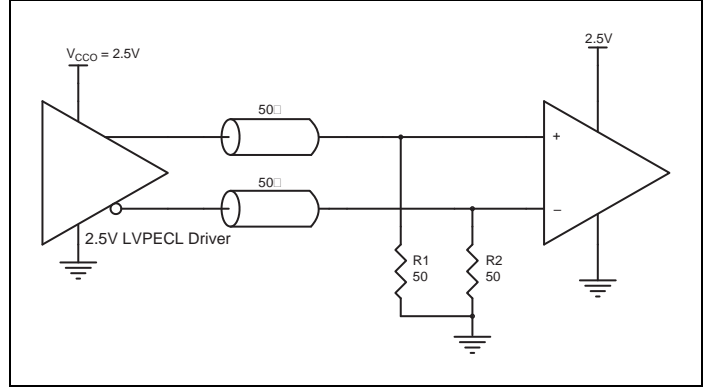 V_CCO = 2.5V
2.5V
50□
50□
+
–
2.5V LVPECL Driver
R1
50
R2
50